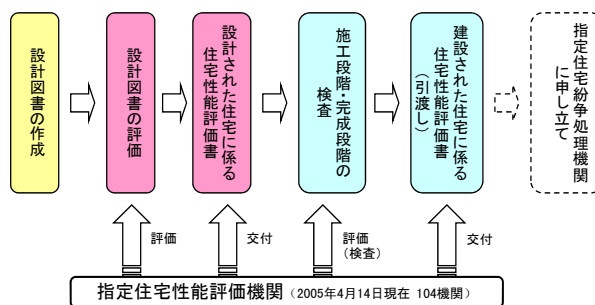 設計図書の作成
設計図書の評価
設計された住宅に係る
住宅性能評価書
施工段階・完成段階の
検査
建設された住宅に係る
住宅性能評価書
（引渡し）
指定住宅紛争処理機関
に申し立て
評価
交付
評価
（検査）
交付
指定住宅性能評価機関（2005年4月14日現在 104機関）